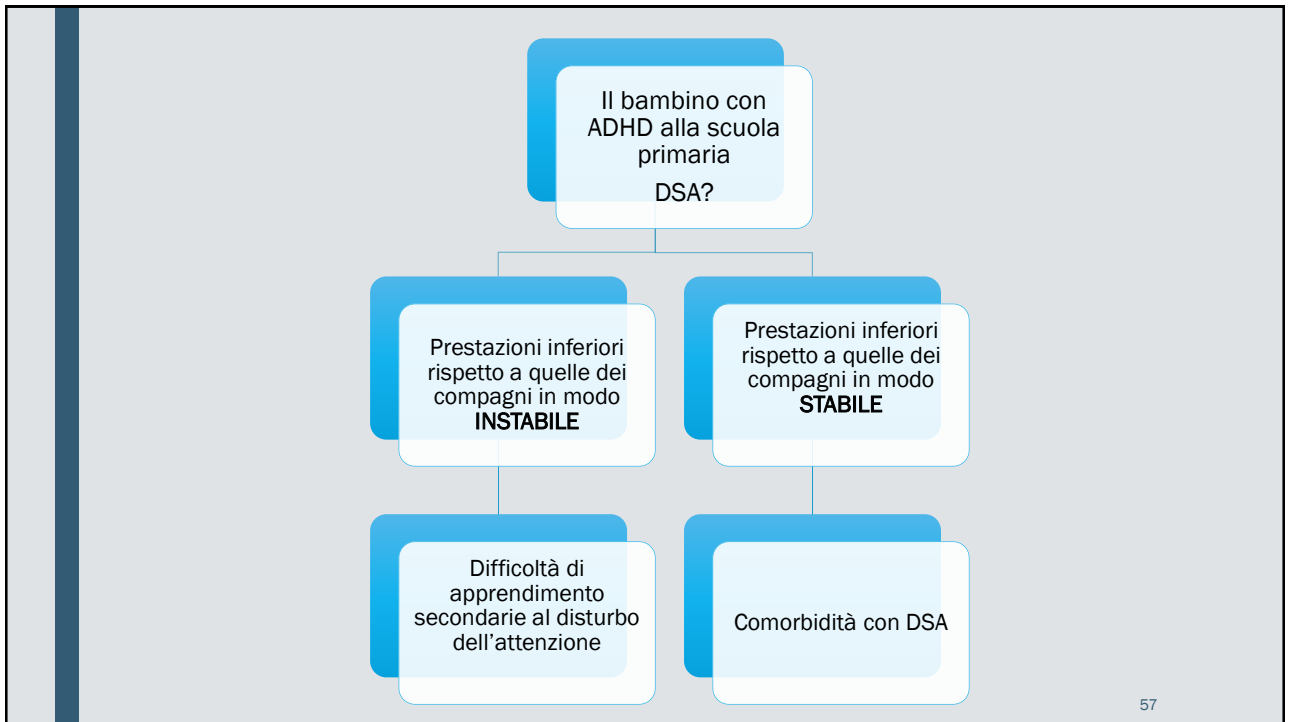 Il bambino con
ADHD alla scuola
primaria
DSA?
Prestazioni inferiori
rispetto a quelle dei
compagni in modo
INSTABILE
Prestazioni inferiori
rispetto a quelle dei
compagni in modo
STABILE
Difficoltà di
apprendimento
secondarie al disturbo
dell’attenzione
Comorbidità con DSA
57